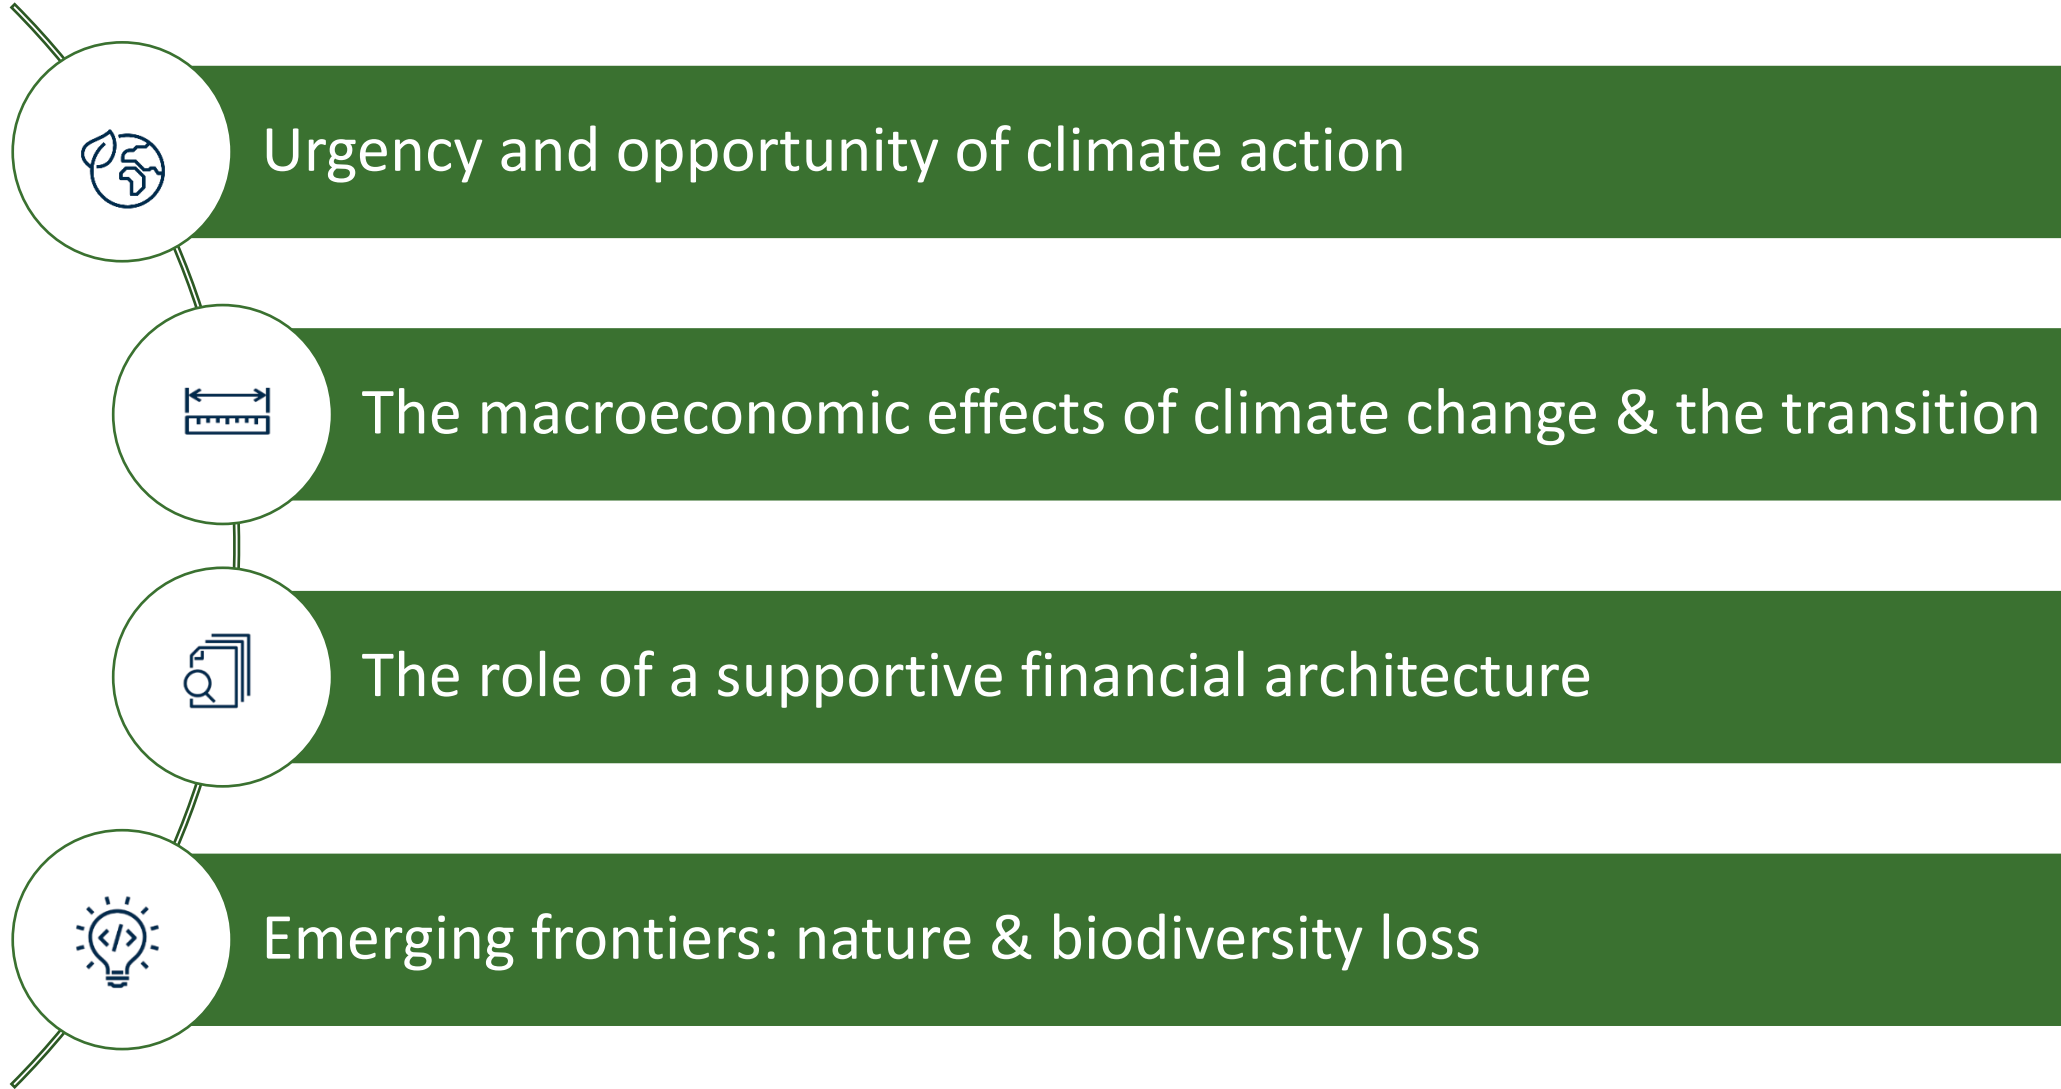 Urgency and opportunity of climate action
The macroeconomic effects of climate change & the transition
The role of a supportive financial architecture
Emerging frontiers: nature & biodiversity loss